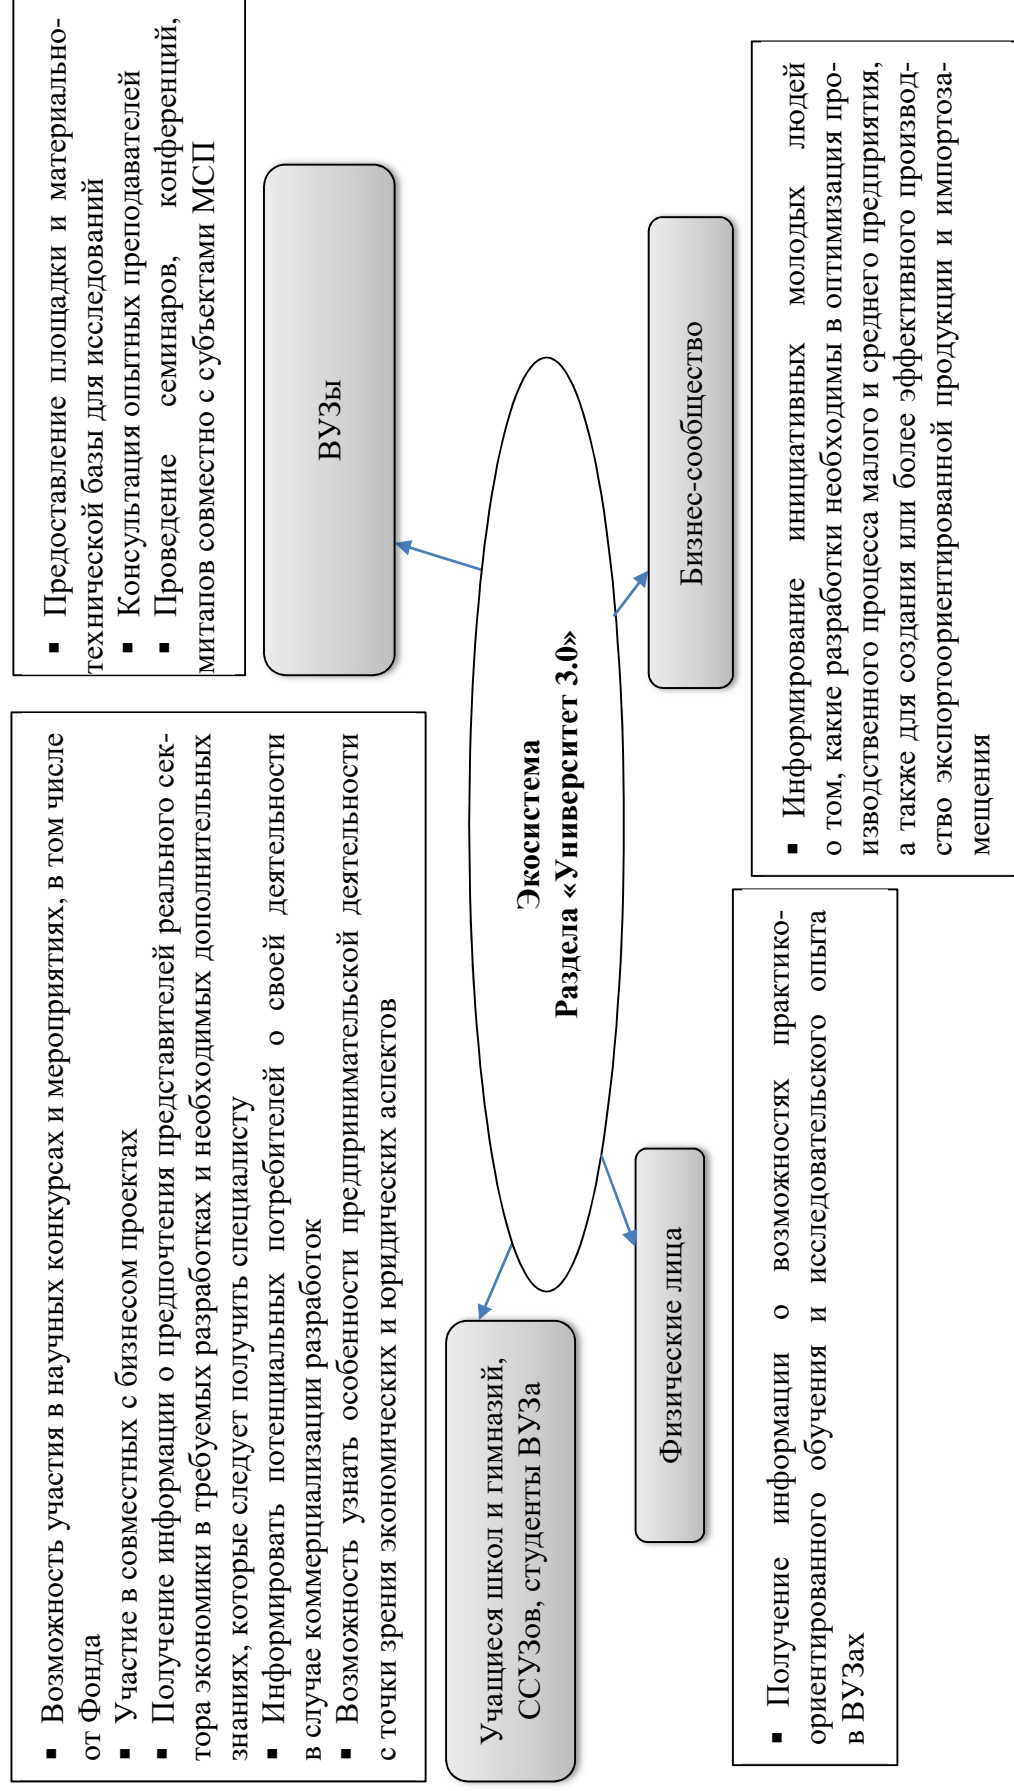 ▪ Возможность участия в научных конкурсах и мероприятиях, в том числе
от Фонда
▪ Участие в совместных с бизнесом проектах
▪ Получение информации о предпочтения представителей реального сек-
тора экономики в требуемых разработках и необходимых дополнительных
знаниях, которые следует получить специалисту
▪ Информировать потенциальных потребителей о своей деятельности
в случае коммерциализации разработок
▪ Возможность узнать особенности предпринимательской деятельности
с точки зрения экономических и юридических аспектов
▪ Предоставление площадки и материально-
технической базы для исследований
▪ Консультация опытных преподавателей
▪ Проведение семинаров, конференций,
митапов совместно с субъектами МСП
Учащиеся школ и гимназий,
ССУЗов, студенты ВУЗа
ВУЗы
Экосистема
Раздела «Университет 3.0»
Физические лица
Бизнес-сообщество
▪ Получение информации о возможностях практико-
ориентированного обучения и исследовательского опыта
в ВУЗах
▪ Информирование инициативных молодых людей
о том, какие разработки необходимы в оптимизация про-
изводственного процесса малого и среднего предприятия,
а также для создания или более эффективного производ-
ство экспортоориентированной продукции и импортоза-
мещения